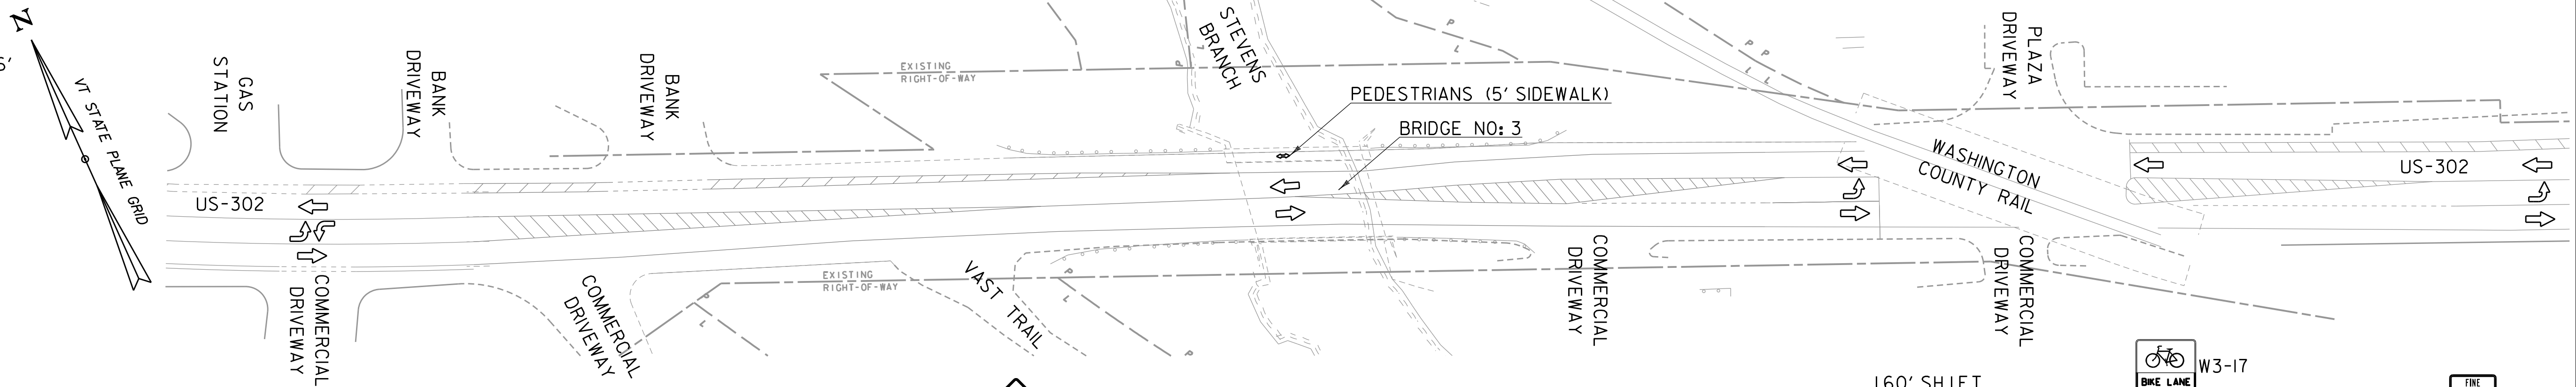 N
VT STATE PLANE GRID
GAS
STATION
BANK
DRIVEWAY
BANK
DRIVEWAY
EXISTING
RIGHT-OF-WAY
STEVENS
BRANCH
P
L
P
L
P
P
L
L
PLAZA
DRIVEWAY
PEDESTRIANS (5' SIDEWALK)
BRIDGE NO: 3
WASHINGTON
COUNTY RAIL
US-302
US-302
COMMERCIAL
DRIVEWAY
COMMERCIAL
DRIVEWAY
P
L
EXISTING
RIGHT-OF-WAY
VAST TRAIL
P
L
P
COMMERCIAL
DRIVEWAY
COMMERCIAL
DRIVEWAY
160' SHIFT
BIKE LANE
W3-17
FINE